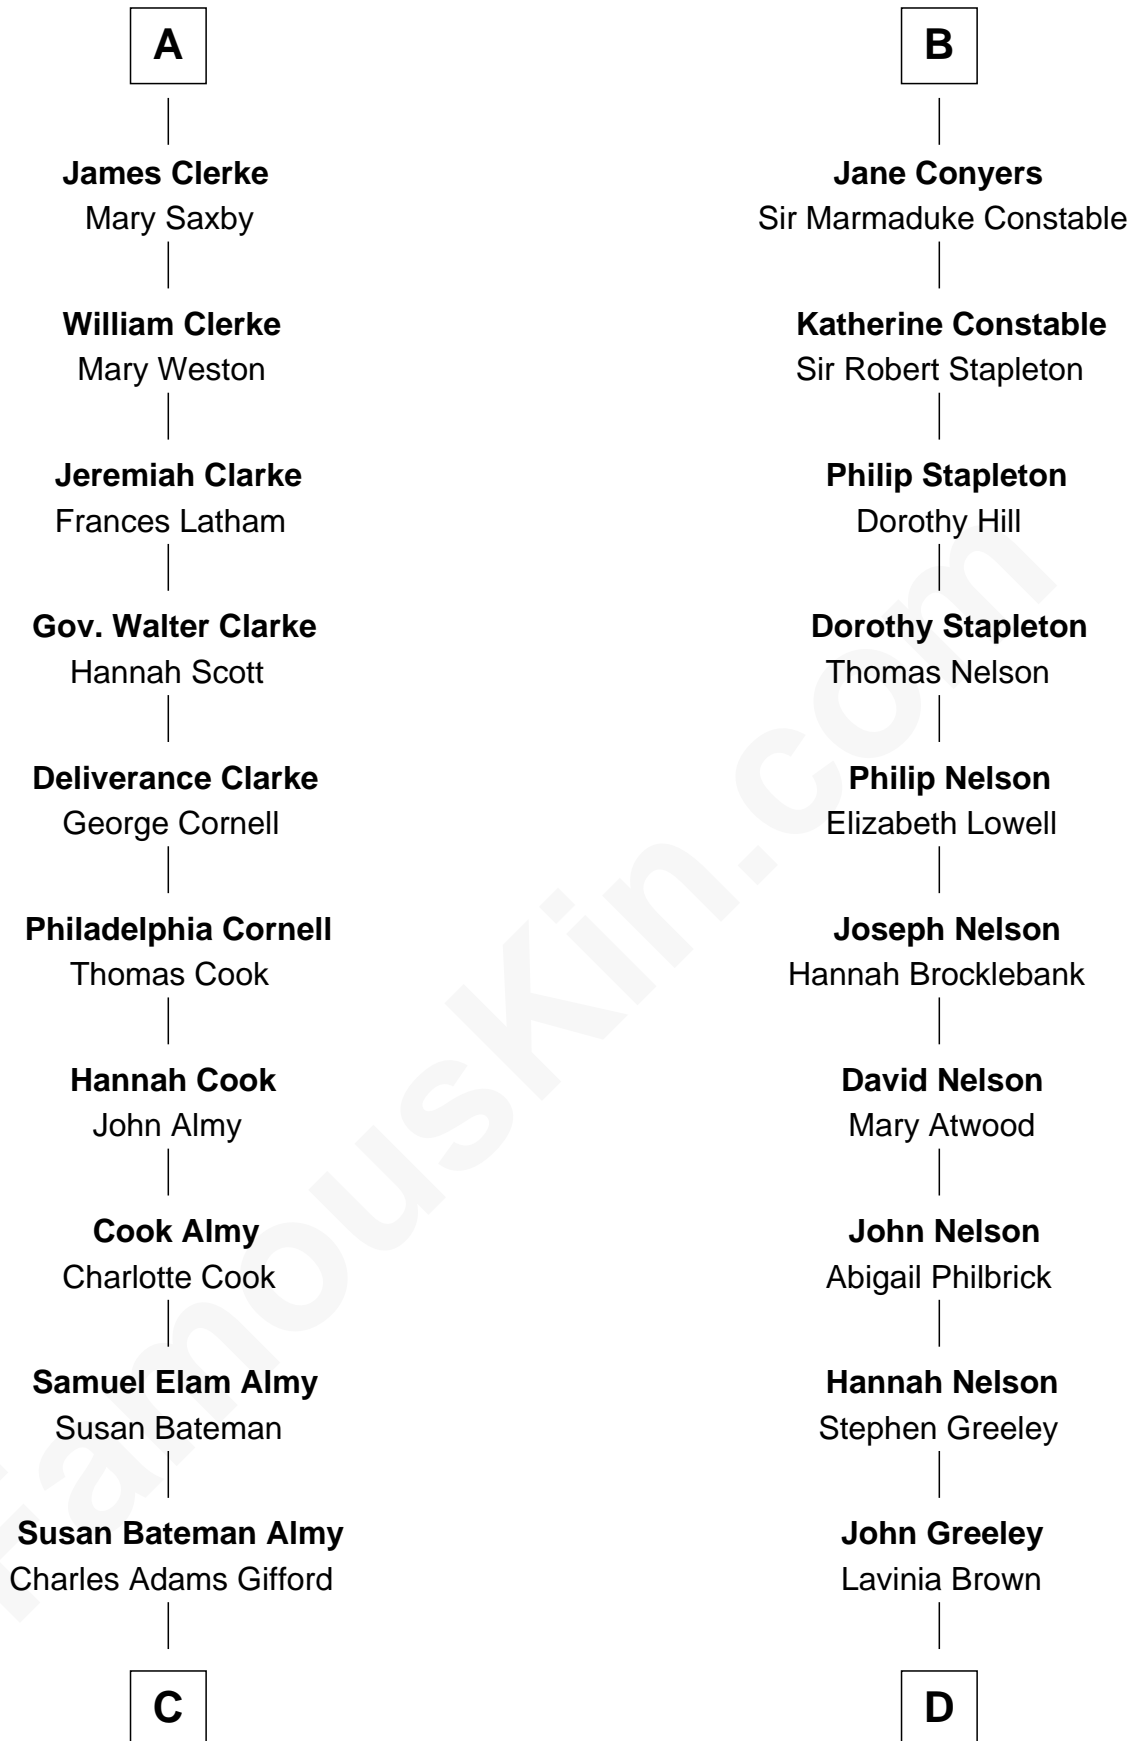 A
James Clerke
Mary Saxby
William Clerke
Mary Weston
Jeremiah Clarke
Frances Latham
Gov. Walter Clarke
Hannah Scott
Deliverance Clarke
George Cornell
Philadelphia Cornell
Thomas Cook
Hannah Cook
John Almy
Cook Almy
Charlotte Cook
Samuel Elam Almy
Susan Bateman
Susan Bateman Almy
Charles Adams Gifford
C
B
Jane Conyers
Sir Marmaduke Constable
Katherine Constable
Sir Robert Stapleton
Philip Stapleton
Dorothy Hill
Dorothy Stapleton
Thomas Nelson
Philip Nelson
Elizabeth Lowell
Joseph Nelson
Hannah Brocklebank
David Nelson
Mary Atwood
John Nelson
Abigail Philbrick
Hannah Nelson
Stephen Greeley
John Greeley
Lavinia Brown
D
FamousKin.com